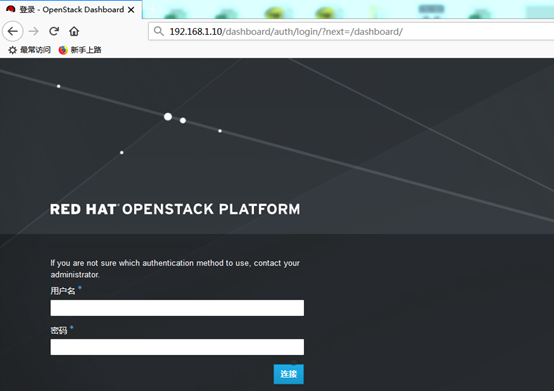 登录 - OpenStack Dashboard
192.168.1.10/dashboard/auth/login/?next=/dashboard/
最常访问 新手上路
RED HAT OPENSTACK PLATFORM
If you are not sure which authentication method to use, contact your
administrator.
用户名 *
密码 *
连接